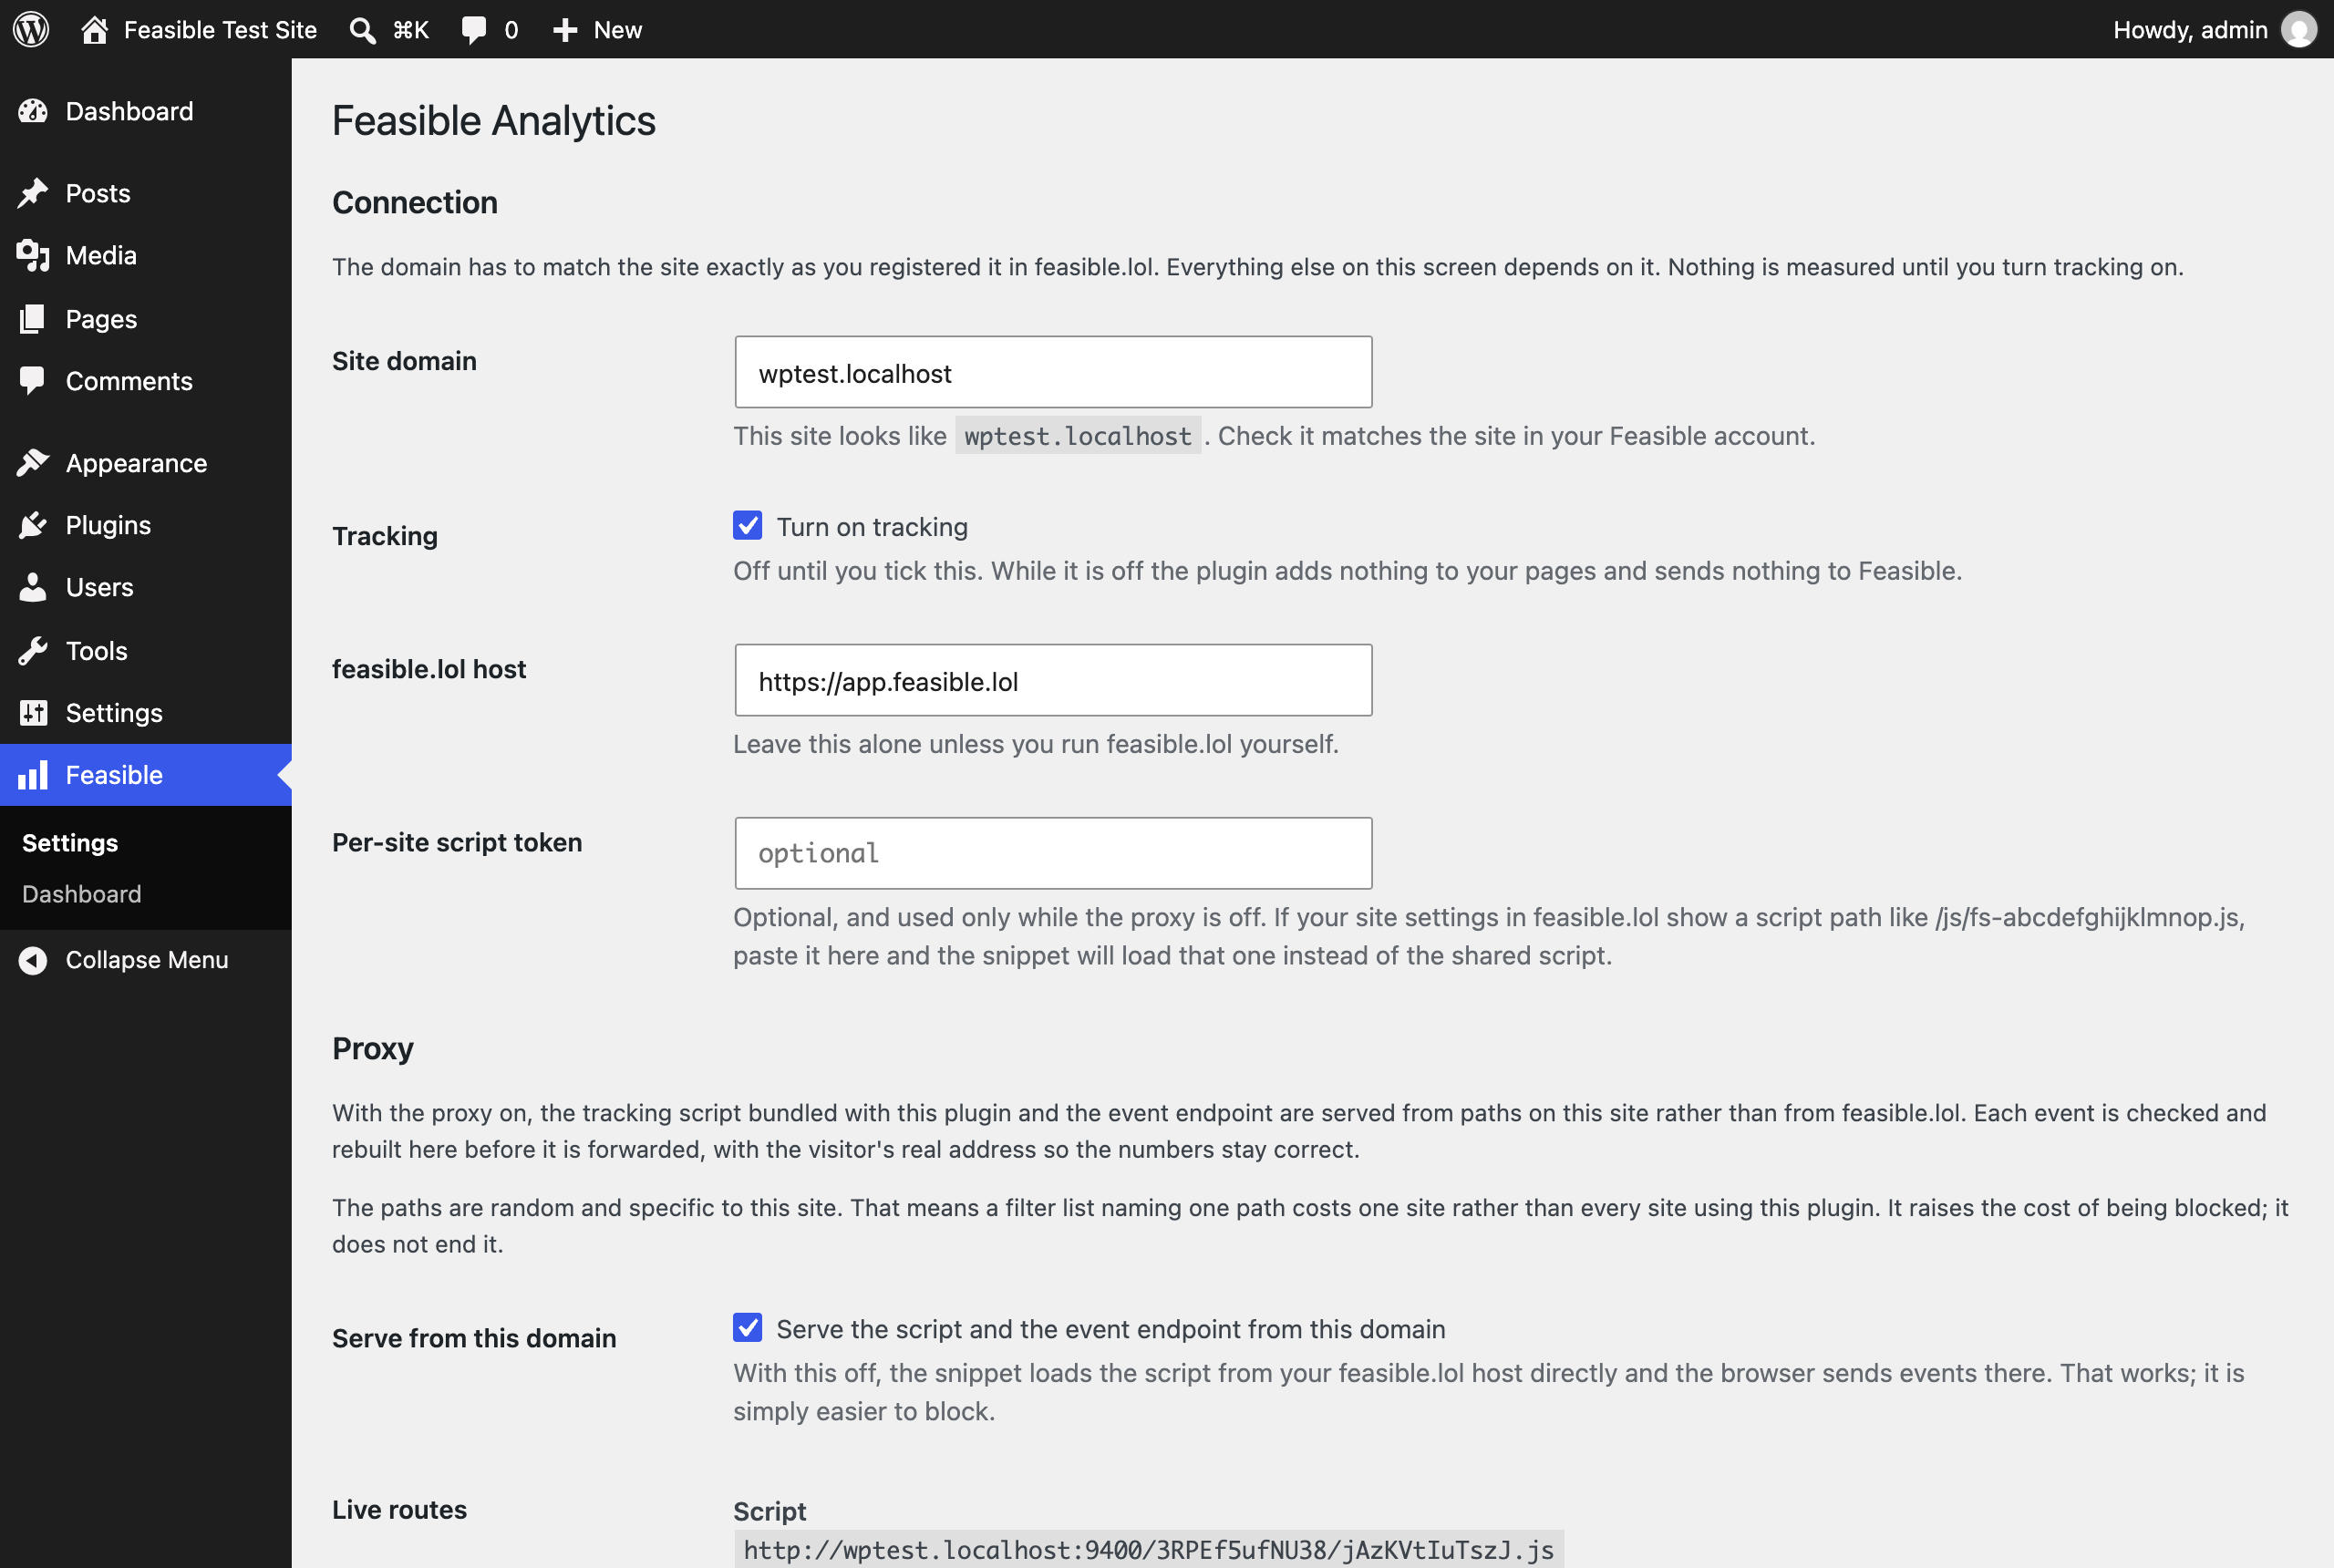 Feasible Test Site
⌘K
0
New
Howdy, admin
Dashboard
Posts
Media
Pages
Comments
Appearance
Plugins
Users
Tools
Settings
Feasible
Settings
Dashboard
Collapse Menu
Feasible Analytics
Connection
The domain has to match the site exactly as you registered it in feasible.lol. Everything else on this screen depends on it. Nothing is measured until you turn tracking on.
Site domain
wptest.localhost
This site looks like wptest.localhost . Check it matches the site in your Feasible account.
Tracking
Turn on tracking
Off until you tick this. While it is off the plugin adds nothing to your pages and sends nothing to Feasible.
feasible.lol host
https://app.feasible.lol
Leave this alone unless you run feasible.lol yourself.
Per-site script token
optional
Optional, and used only while the proxy is off. If your site settings in feasible.lol show a script path like /js/fs-abcdefghijklmnop.js,
paste it here and the snippet will load that one instead of the shared script.
Proxy
With the proxy on, the tracking script bundled with this plugin and the event endpoint are served from paths on this site rather than from feasible.lol. Each event is checked and
rebuilt here before it is forwarded, with the visitor's real address so the numbers stay correct.
The paths are random and specific to this site. That means a filter list naming one path costs one site rather than every site using this plugin. It raises the cost of being blocked; it
does not end it.
Serve from this domain
Serve the script and the event endpoint from this domain
With this off, the snippet loads the script from your feasible.lol host directly and the browser sends events there. That works; it is
simply easier to block.
Live routes
Script
http://wptest.localhost:9400/3RPEf5ufNU38/jAzKVtIuTszJ.js